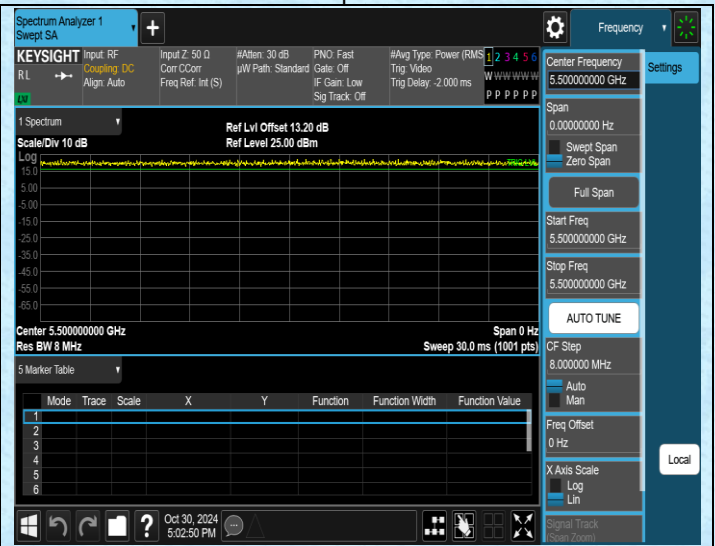 Spectrum Analyzer 1
Swept SA
+
Frequency
KEYSIGHT
RL
LXI
Input: RF
Coupling: DC
Align: Auto
Input Z: 50 Ω
Corr CCorr
Freq Ref: Int (S)
#Atten: 30 dB
µW Path: Standard
PNO: Fast
Gate: Off
IF Gain: Low
Sig Track: Off
#Avg Type: Power (RMS
Trig: Video
Trig Delay: -2.000 ms
1 2 3 4 5 6
W W W W W W
P P P P P P
Center Frequency
5.500000000 GHz
Settings
Span
0.00000000 Hz
Swept Span
Zero Span
Full Span
Start Freq
5.500000000 GHz
Stop Freq
5.500000000 GHz
AUTO TUNE
CF Step
8.000000 MHz
Auto
Man
Freq Offset
0 Hz
X Axis Scale
Log
Lin
Signal Track
(Span Zoom)
Local
1 Spectrum
Scale/Div 10 dB
Ref Lvl Offset 13.20 dB
Ref Level 25.00 dBm
Log
15.0
5.00
-5.00
-15.0
-25.0
-35.0
-45.0
-55.0
-65.0
Center 5.500000000 GHz
Res BW 8 MHz
Span 0 Hz
Sweep 30.0 ms (1001 pts)
5 Marker Table
Mode Trace Scale X Y Function Function Width Function Value
1
2
3
4
5
6
?
Oct 30, 2024
5:02:50 PM